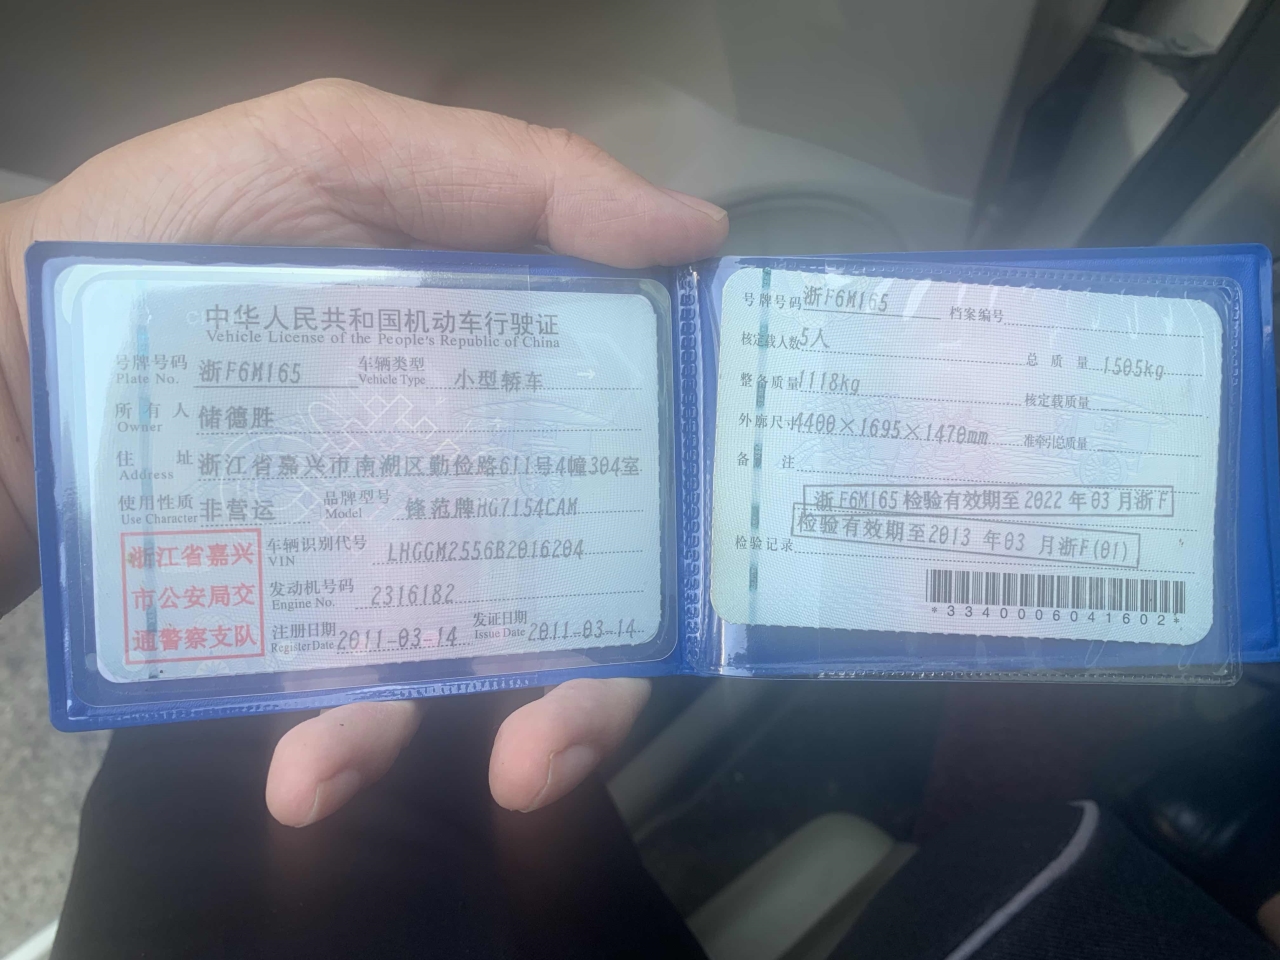 中华人民共和国机动车行驶证
Vehicle License of the People's Republic of China
号牌号码 浙F6M165 车辆类型 小型轿车
Plate No. Vehicle Type
所有人 储德胜
Owner
住址 浙江省嘉兴市南湖区勤俭路611号4幢304室
Address
使用性质 非营运 品牌型号 锋范牌HG7154CAM
Use Character Model
浙江省嘉兴
市公安局交
通警察支队
车辆识别代号 LHGGM2556B2016204
VIN
发动机号码 2316182
Engine No.
注册日期 2011-03-14 发证日期 2011-03-14
Register Date Issue Date
号牌号码 浙F6M165 档案编号
核定载人数 5人 总质量 1505kg
整备质量 1118kg 核定载质量
外廓尺寸 4400×1695×1470mm 准牵引总质量
备注
浙F6M165 检验有效期至 2022 年 03 月浙F
检验有效期至2013 年03 月浙F(01)
检验记录
*3340006041602*